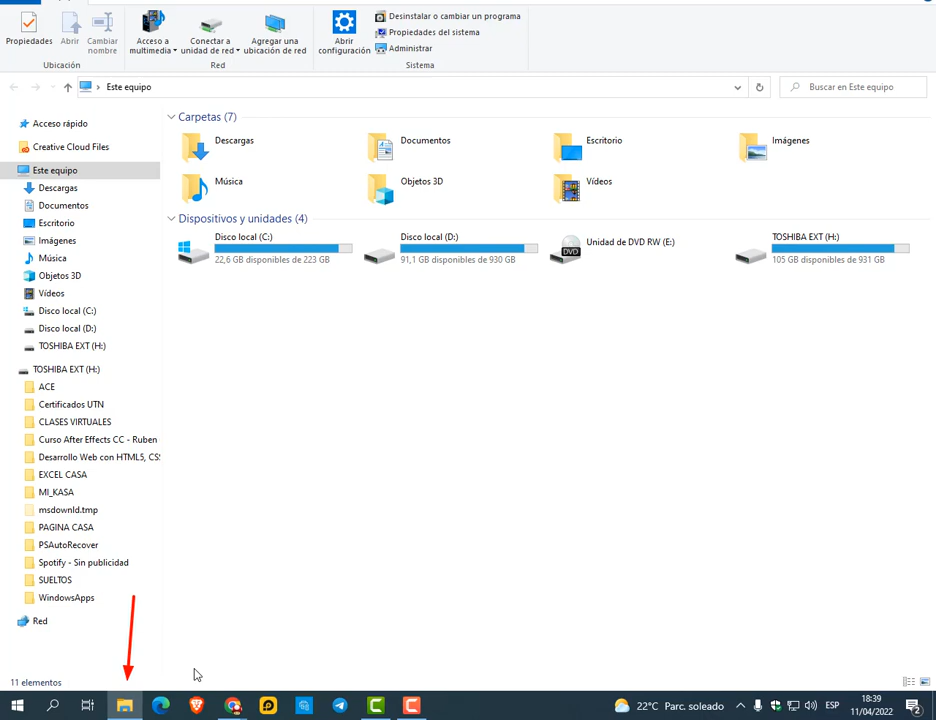 Propiedades
Abrir
Cambiar
nombre
Ubicación
Acceso a
multimedia
Conectar a
unidad de red
Agregar una
ubicación de red
Red
Abrir
configuración
Desinstalar o cambiar un programa
Propiedades del sistema
Administrar
Sistema
Este equipo
Buscar en Este equipo
Acceso rápido
Creative Cloud Files
Este equipo
Descargas
Documentos
Escritorio
Imágenes
Música
Objetos 3D
Vídeos
Disco local (C:)
Disco local (D:)
TOSHIBA EXT (H:)
TOSHIBA EXT (H:)
ACE
Certificados UTN
CLASES VIRTUALES
Curso After Effects CC - Ruben
Desarrollo Web con HTML5, CSS
EXCEL CASA
MI_KASA
msdownld.tmp
PAGINA CASA
PSAutoRecover
Spotify - Sin publicidad
SUELTOS
WindowsApps
Red
Carpetas (7)
Descargas
Documentos
Escritorio
Imágenes
Música
Objetos 3D
Vídeos
Dispositivos y unidades (4)
Disco local (C:)
22,6 GB disponibles de 223 GB
Disco local (D:)
91,1 GB disponibles de 930 GB
DVD
Unidad de DVD RW (E:)
TOSHIBA EXT (H:)
105 GB disponibles de 931 GB
11 elementos
22°C Parc. soleado
ESP
18:39
11/04/2022
2